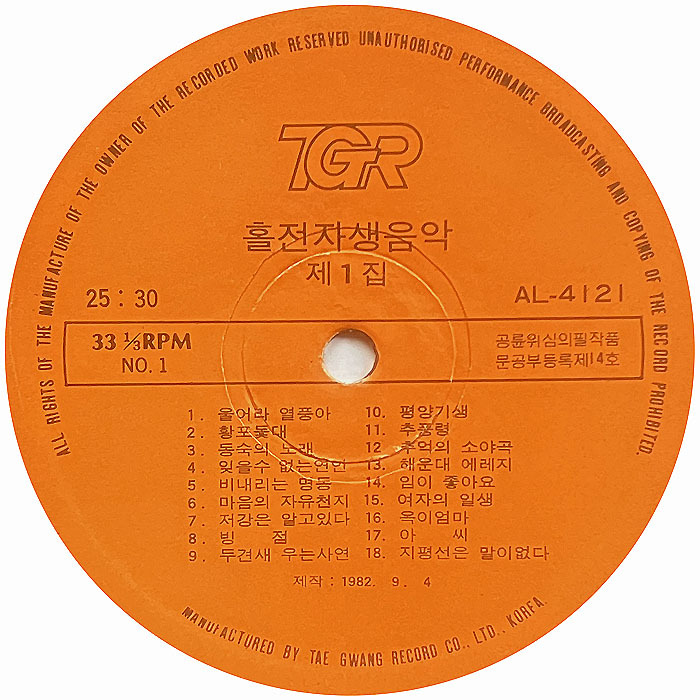 ALL RIGHTS OF THE MANUFACTURE OF THE OWNER OF THE RECORDED WORK RESERVED UNAUTHORISED PERFORMANCE BROADCASTING AND COPYING OF THE RECORD PROHIBITED.
TGR
홀전자생음악
제1집
25 : 30
AL-4121
33 ⅓RPM
NO. 1
공륜위심의필작품
문공부등록제14호
1. 울어라 열풍아
2. 황포돛대
3. 동숙의 노래
4. 잊을수 없는연인
5. 비내리는 명동
6. 마음의 자유천지
7. 저강은 알고있다
8. 빙 점
9. 두견새 우는사연
10. 평양기생
11. 추풍령
12. 추억의 소야곡
13. 해운대 에레지
14. 임이 좋아요
15. 여자의 일생
16. 옥이엄마
17. 아 씨
18. 지평선은 말이없다
제작 : 1982. 9. 4
MANUFACTURED BY TAE GWANG RECORD CO., LTD., KOREA.